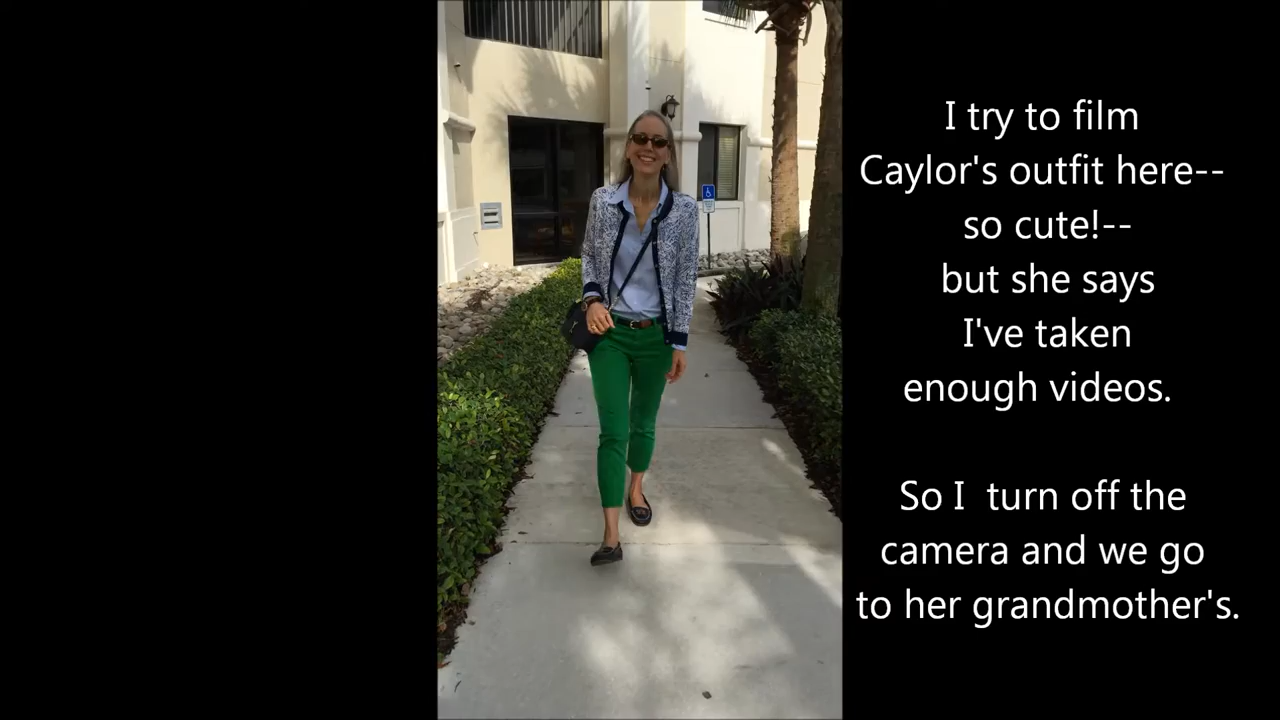 I try to film
Caylor's outfit here--
so cute!--
but she says
I've taken
enough videos.
So I turn off the
camera and we go
to her grandmother's.